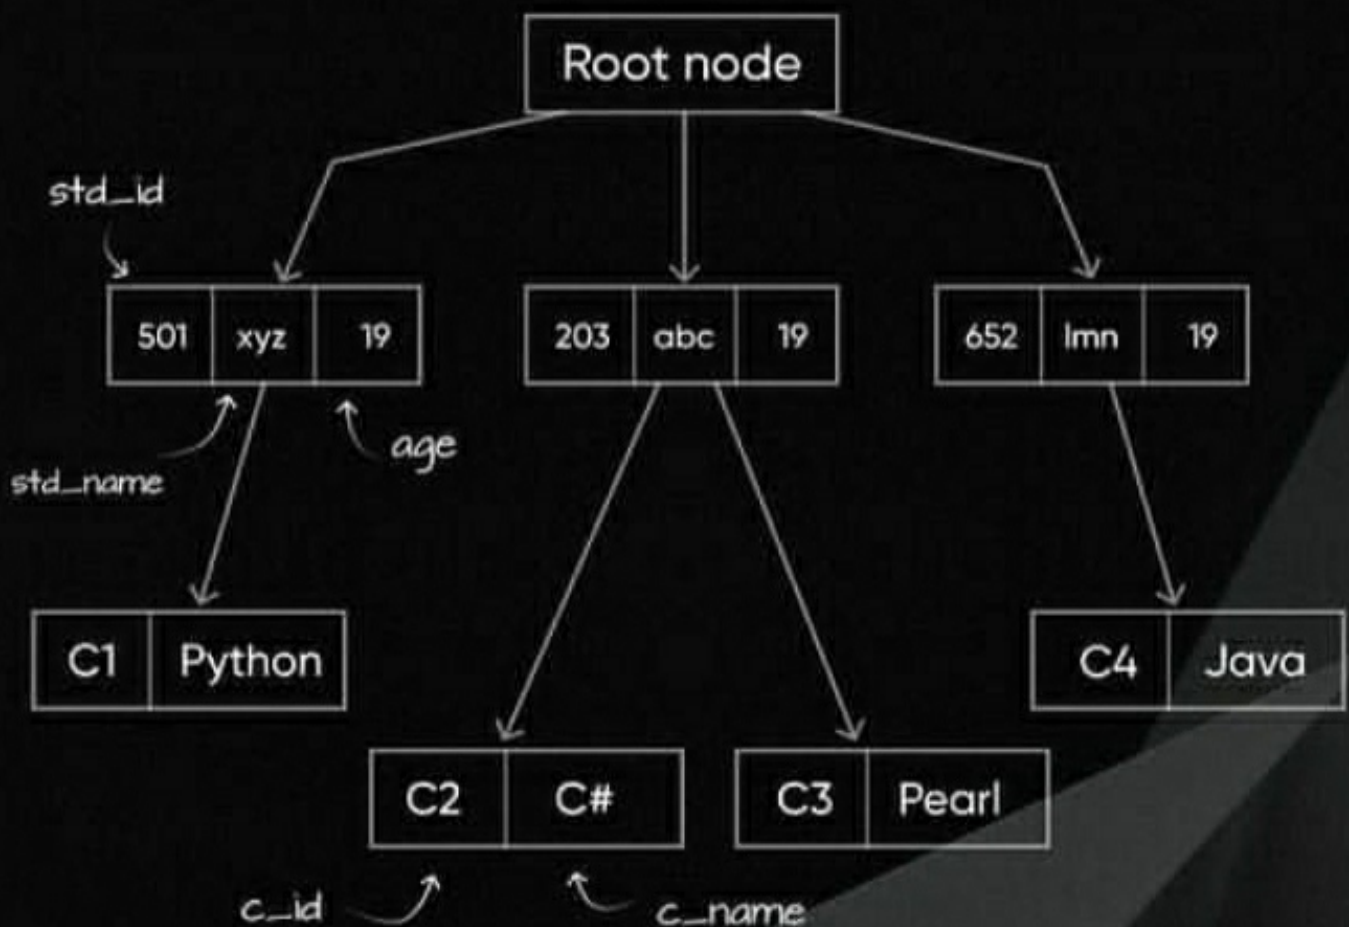 Root node
std_id
501 xyz 19
203 abc 19
652 lmn 19
std_name
age
C1 Python
C4 Java
C2 C#
C3 Pearl
c_id
c_name